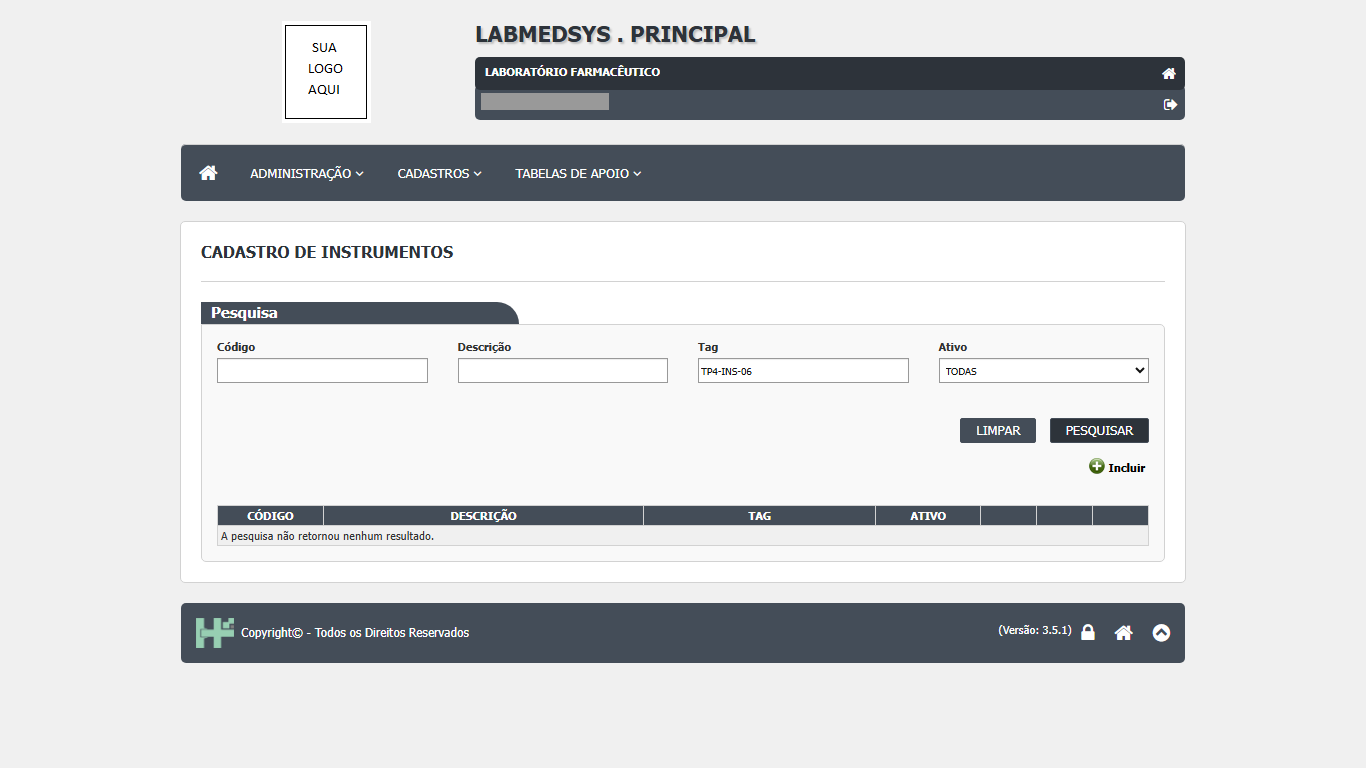 SUA
LOGO
AQUI
LABMEDSYS . PRINCIPAL
LABORATÓRIO FARMACÊUTICO
ADMINISTRAÇÃO CADASTROS TABELAS DE APOIO
CADASTRO DE INSTRUMENTOS
Pesquisa
Código Descrição Tag Ativo
TP4-INS-06 TODAS
LIMPAR PESQUISAR
Incluir
CÓDIGO DESCRIÇÃO TAG ATIVO
A pesquisa não retornou nenhum resultado.
Copyright© - Todos os Direitos Reservados (Versão: 3.5.1)